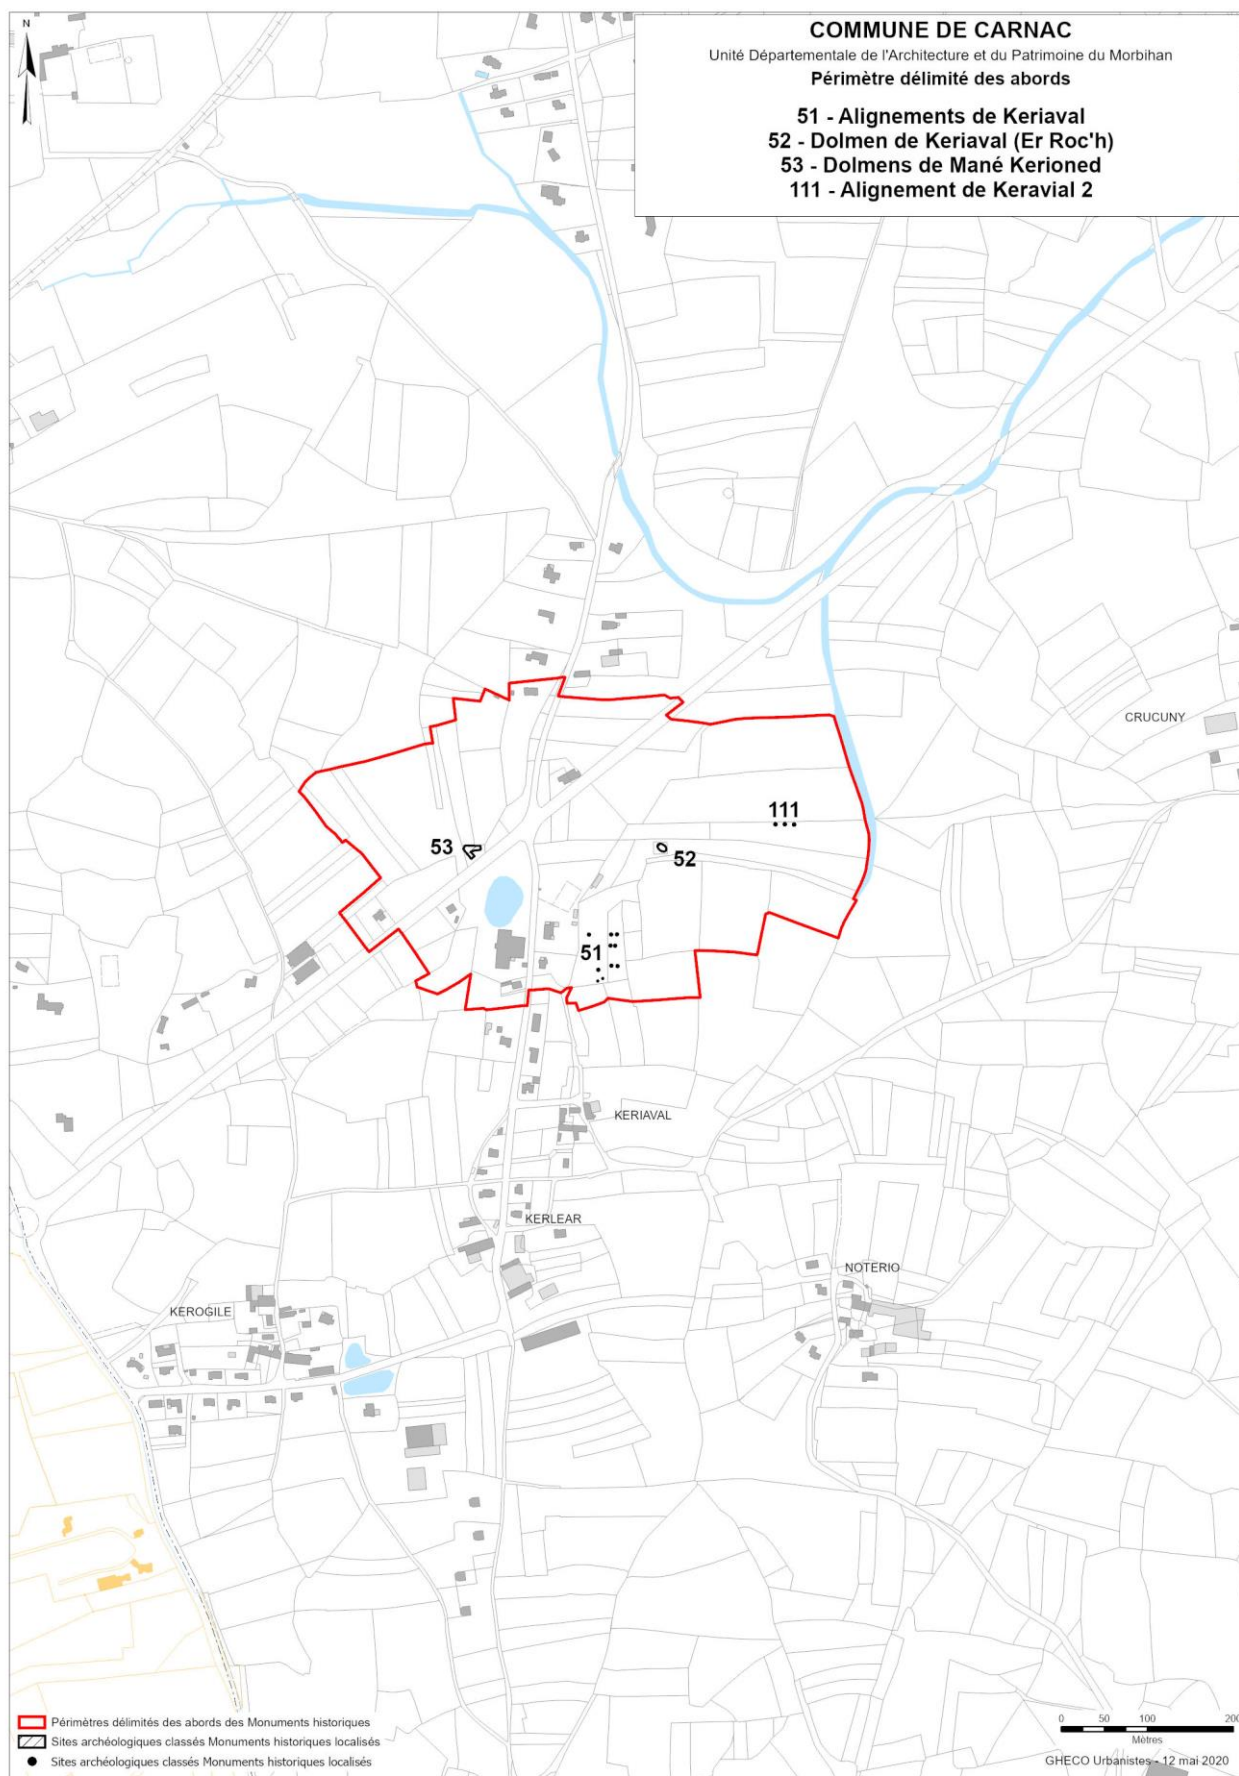 N
COMMUNE DE CARNAC
Unité Départementale de l'Architecture et du Patrimoine du Morbihan
Périmètre délimité des abords
51 - Alignements de Keriaval
52 - Dolmen de Keriaval (Er Roc'h)
53 - Dolmens de Mané Kerioned
111 - Alignement de Keravial 2
CRUCUNY
111
53
52
51
KERIAVAL
KERLEAR
NOTERIO
KEROGILE
Périmètres délimités des abords des Monuments historiques
Sites archéologiques classés Monuments historiques localisés
Sites archéologiques classés Monuments historiques localisés
0 50 100 200
Mètres
GHECO Urbanistes - 12 mai 2020